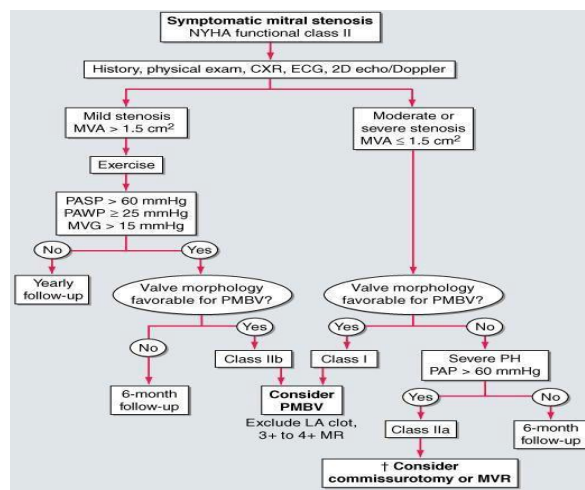 Symptomatic mitral stenosis
NYHA functional class II
History, physical exam, CXR, ECG, 2D echo/Doppler
Mild stenosis
MVA > 1.5 cm²
Moderate or
severe stenosis
MVA ≤ 1.5 cm²
Exercise
PASP > 60 mmHg
PAWP ≥ 25 mmHg
MVG > 15 mmHg
No
Yes
Yearly
follow-up
Valve morphology
favorable for PMBV?
Valve morphology
favorable for PMBV?
No
Yes
Yes
No
6-month
follow-up
Class IIb
Class I
Severe PH
PAP > 60 mmHg
Consider
PMBV
Exclude LA clot,
3+ to 4+ MR
Yes
No
Class IIa
6-month
follow-up
† Consider
commissurotomy or MVR